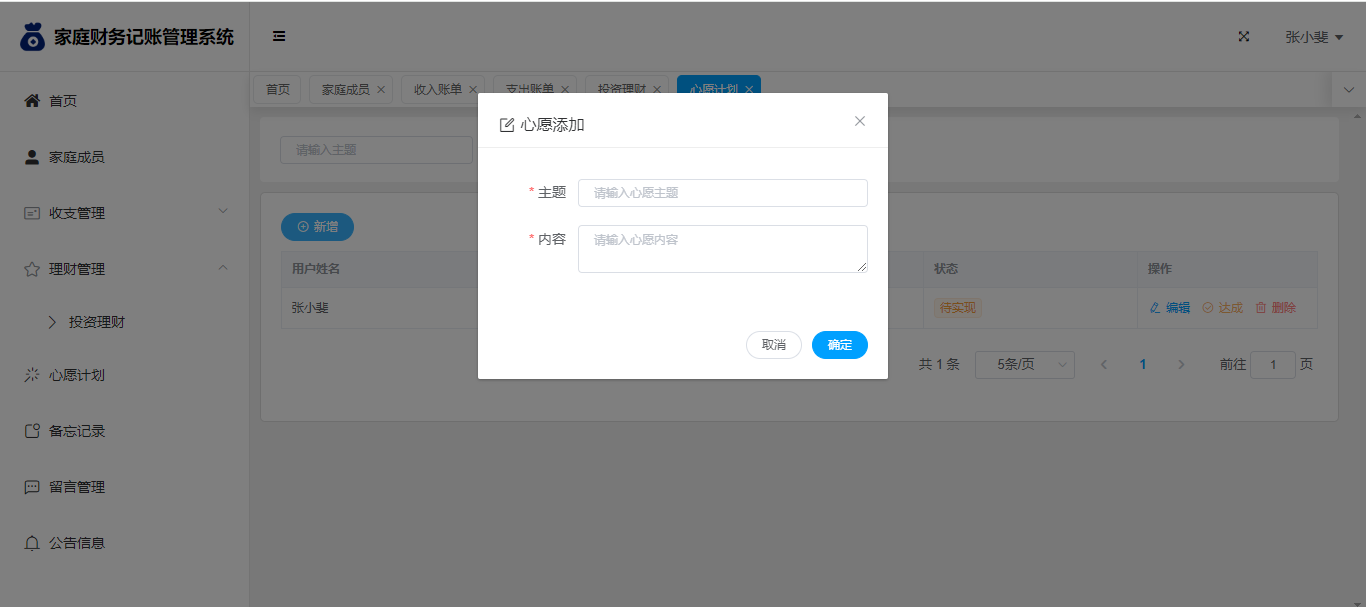 家庭财务记账管理系统
张小斐
首页
家庭成员
收入账单
支出账单
投资理财
心愿计划
首页
家庭成员
收支管理
理财管理
投资理财
心愿计划
备忘记录
留言管理
公告信息
请输入主题
新增
用户姓名
状态
操作
张小斐
待实现
编辑
达成
删除
共 1 条
5条/页
1
前往 1 页
心愿添加
* 主题
请输入心愿主题
* 内容
请输入心愿内容
取消
确定